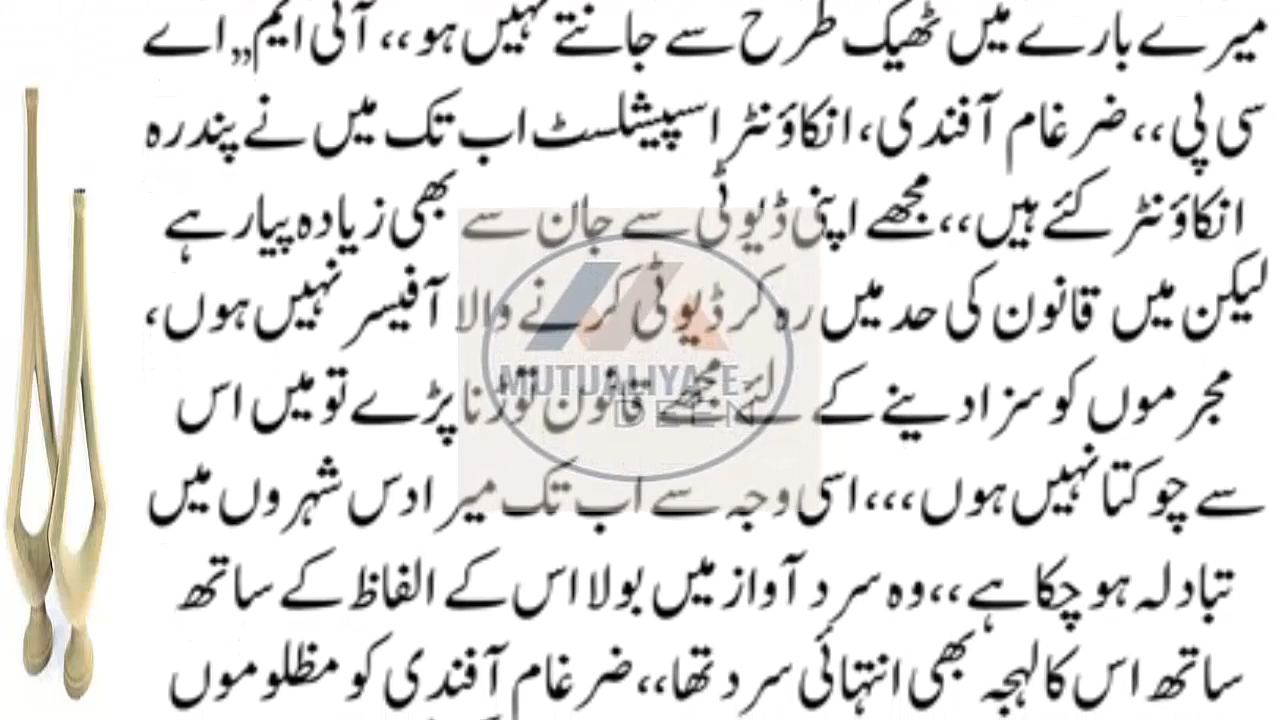 میرے بارے میں ٹھیک طرح سے جانتے نہیں ہو،، آئی ایم,, اے
سی پی،، ضرغام آفندی، انکاؤنٹر اسپیشلسٹ اب تک میں نے پندرہ
انکاؤنٹر کئے ہیں،، مجھے اپنی ڈیوٹی سے جان سے بھی زیادہ پیار ہے
لیکن میں قانون کی حد میں رہ کر ڈیوٹی کرنے والا آفیسر نہیں ہوں،
مجرموں کو سزا دینے کے لئے مجھے قانون توڑنا پڑے تو میں اس
سے چوکتا نہیں ہوں،،، اسی وجہ سے اب تک میرا دس شہروں میں
تبادلہ ہو چکا ہے،، وہ سرد آواز میں بولا اس کے الفاظ کے ساتھ
ساتھ اس کا لہجہ بھی انتہائی سرد تھا،، ضرغام آفندی کو مظلوموں
MUTUALIYA-E-
DEEN